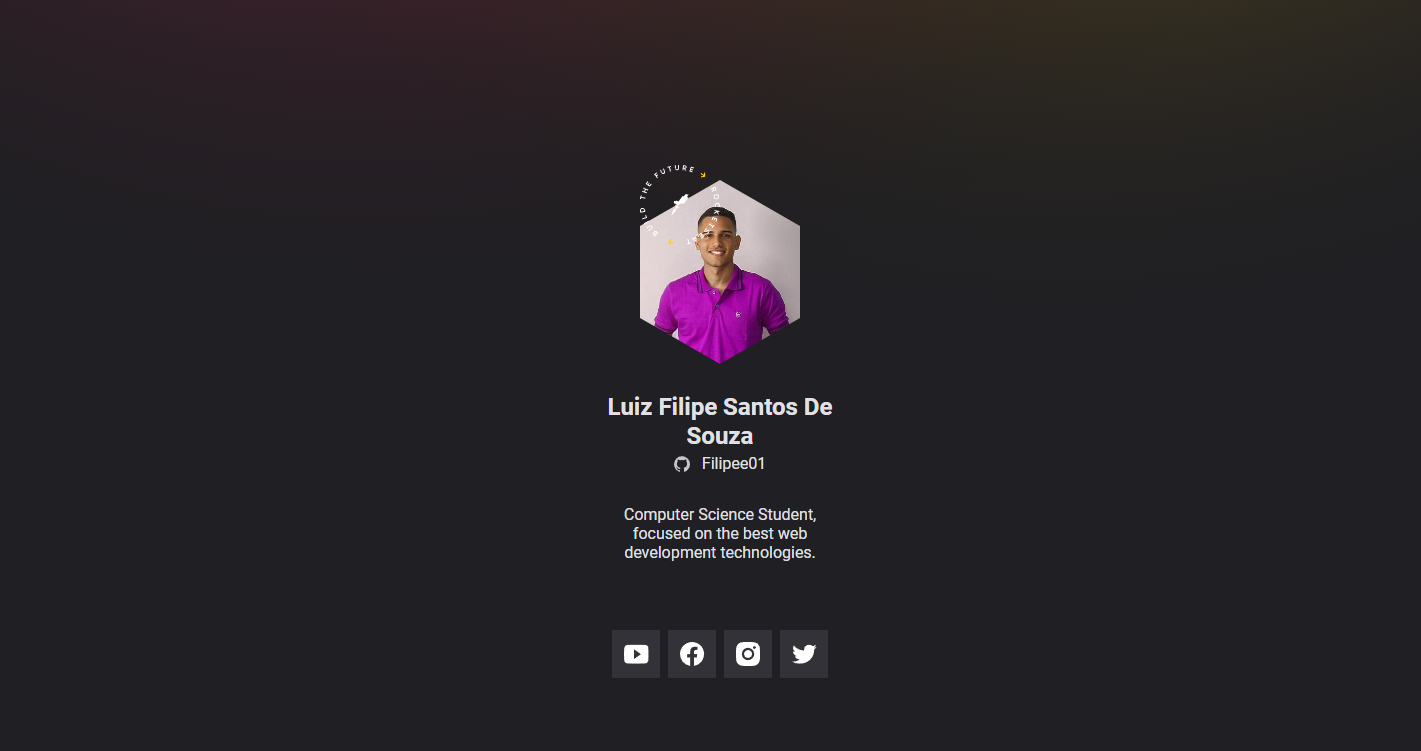 BUILD THE FUTURE → ROCKETSEAT →
Luiz Filipe Santos De
Souza
Filipee01
Computer Science Student,
focused on the best web
development technologies.